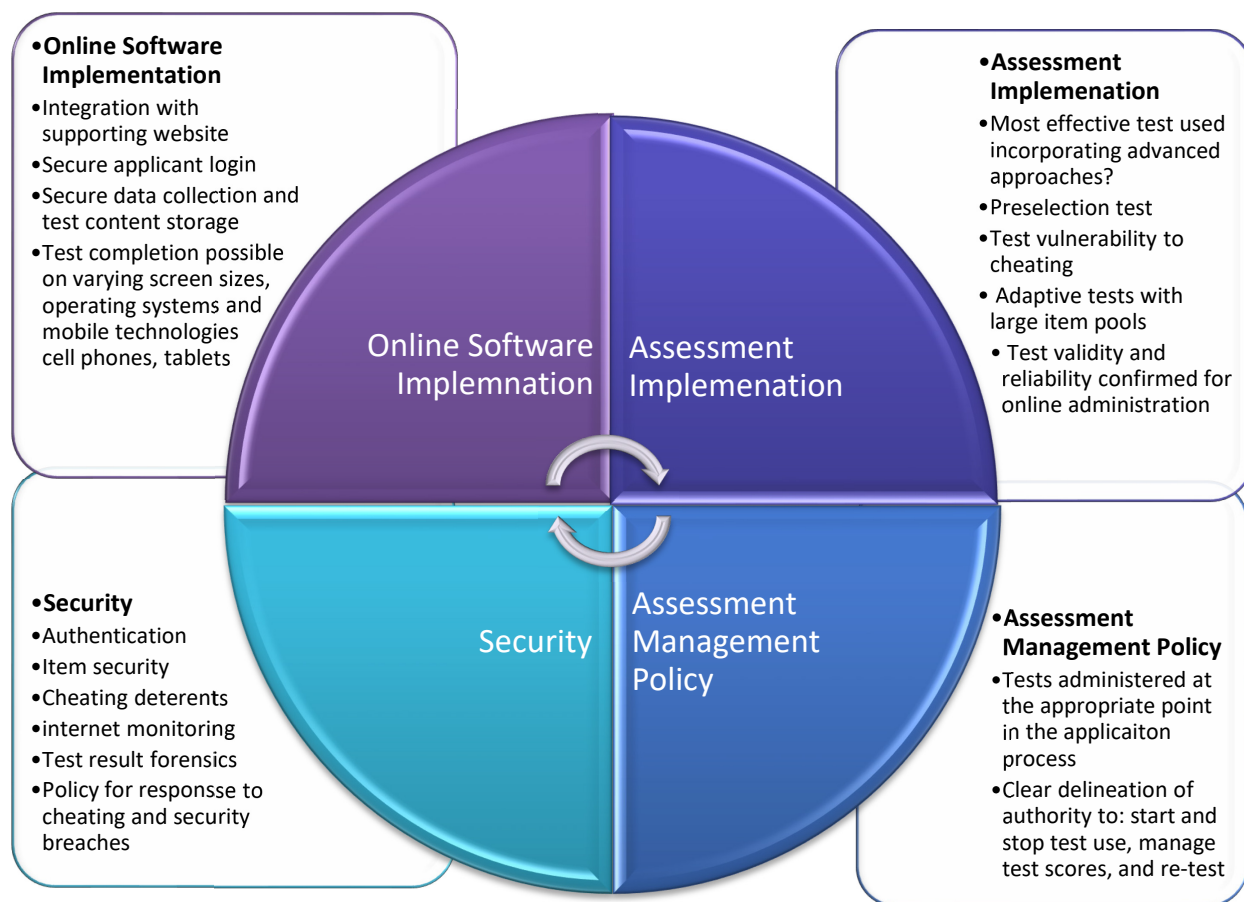 •Online Software
Implementation
•Integration with
supporting website
•Secure applicant login
•Secure data collection and
test content storage
•Test completion possible
on varying screen sizes,
operating systems and
mobile technologies
cell phones, tablets
•Assessment
Implemenation
•Most effective test used
incorporating advanced
approaches?
•Preselection test
•Test vulnerability to
cheating
• Adaptive tests with
large item pools
• Test validity and
reliability confirmed for
online administration
Online Software
Implemnation
Assessment
Implemenation
Security
Assessment
Management
Policy
•Security
•Authentication
•Item security
•Cheating deterents
•internet monitoring
•Test result forensics
•Policy for responsse to
cheating and security
breaches
•Assessment
Management Policy
•Tests administered at
the appropriate point
in the applicaiton
process
•Clear delineation of
authority to: start and
stop test use, manage
test scores, and re-test